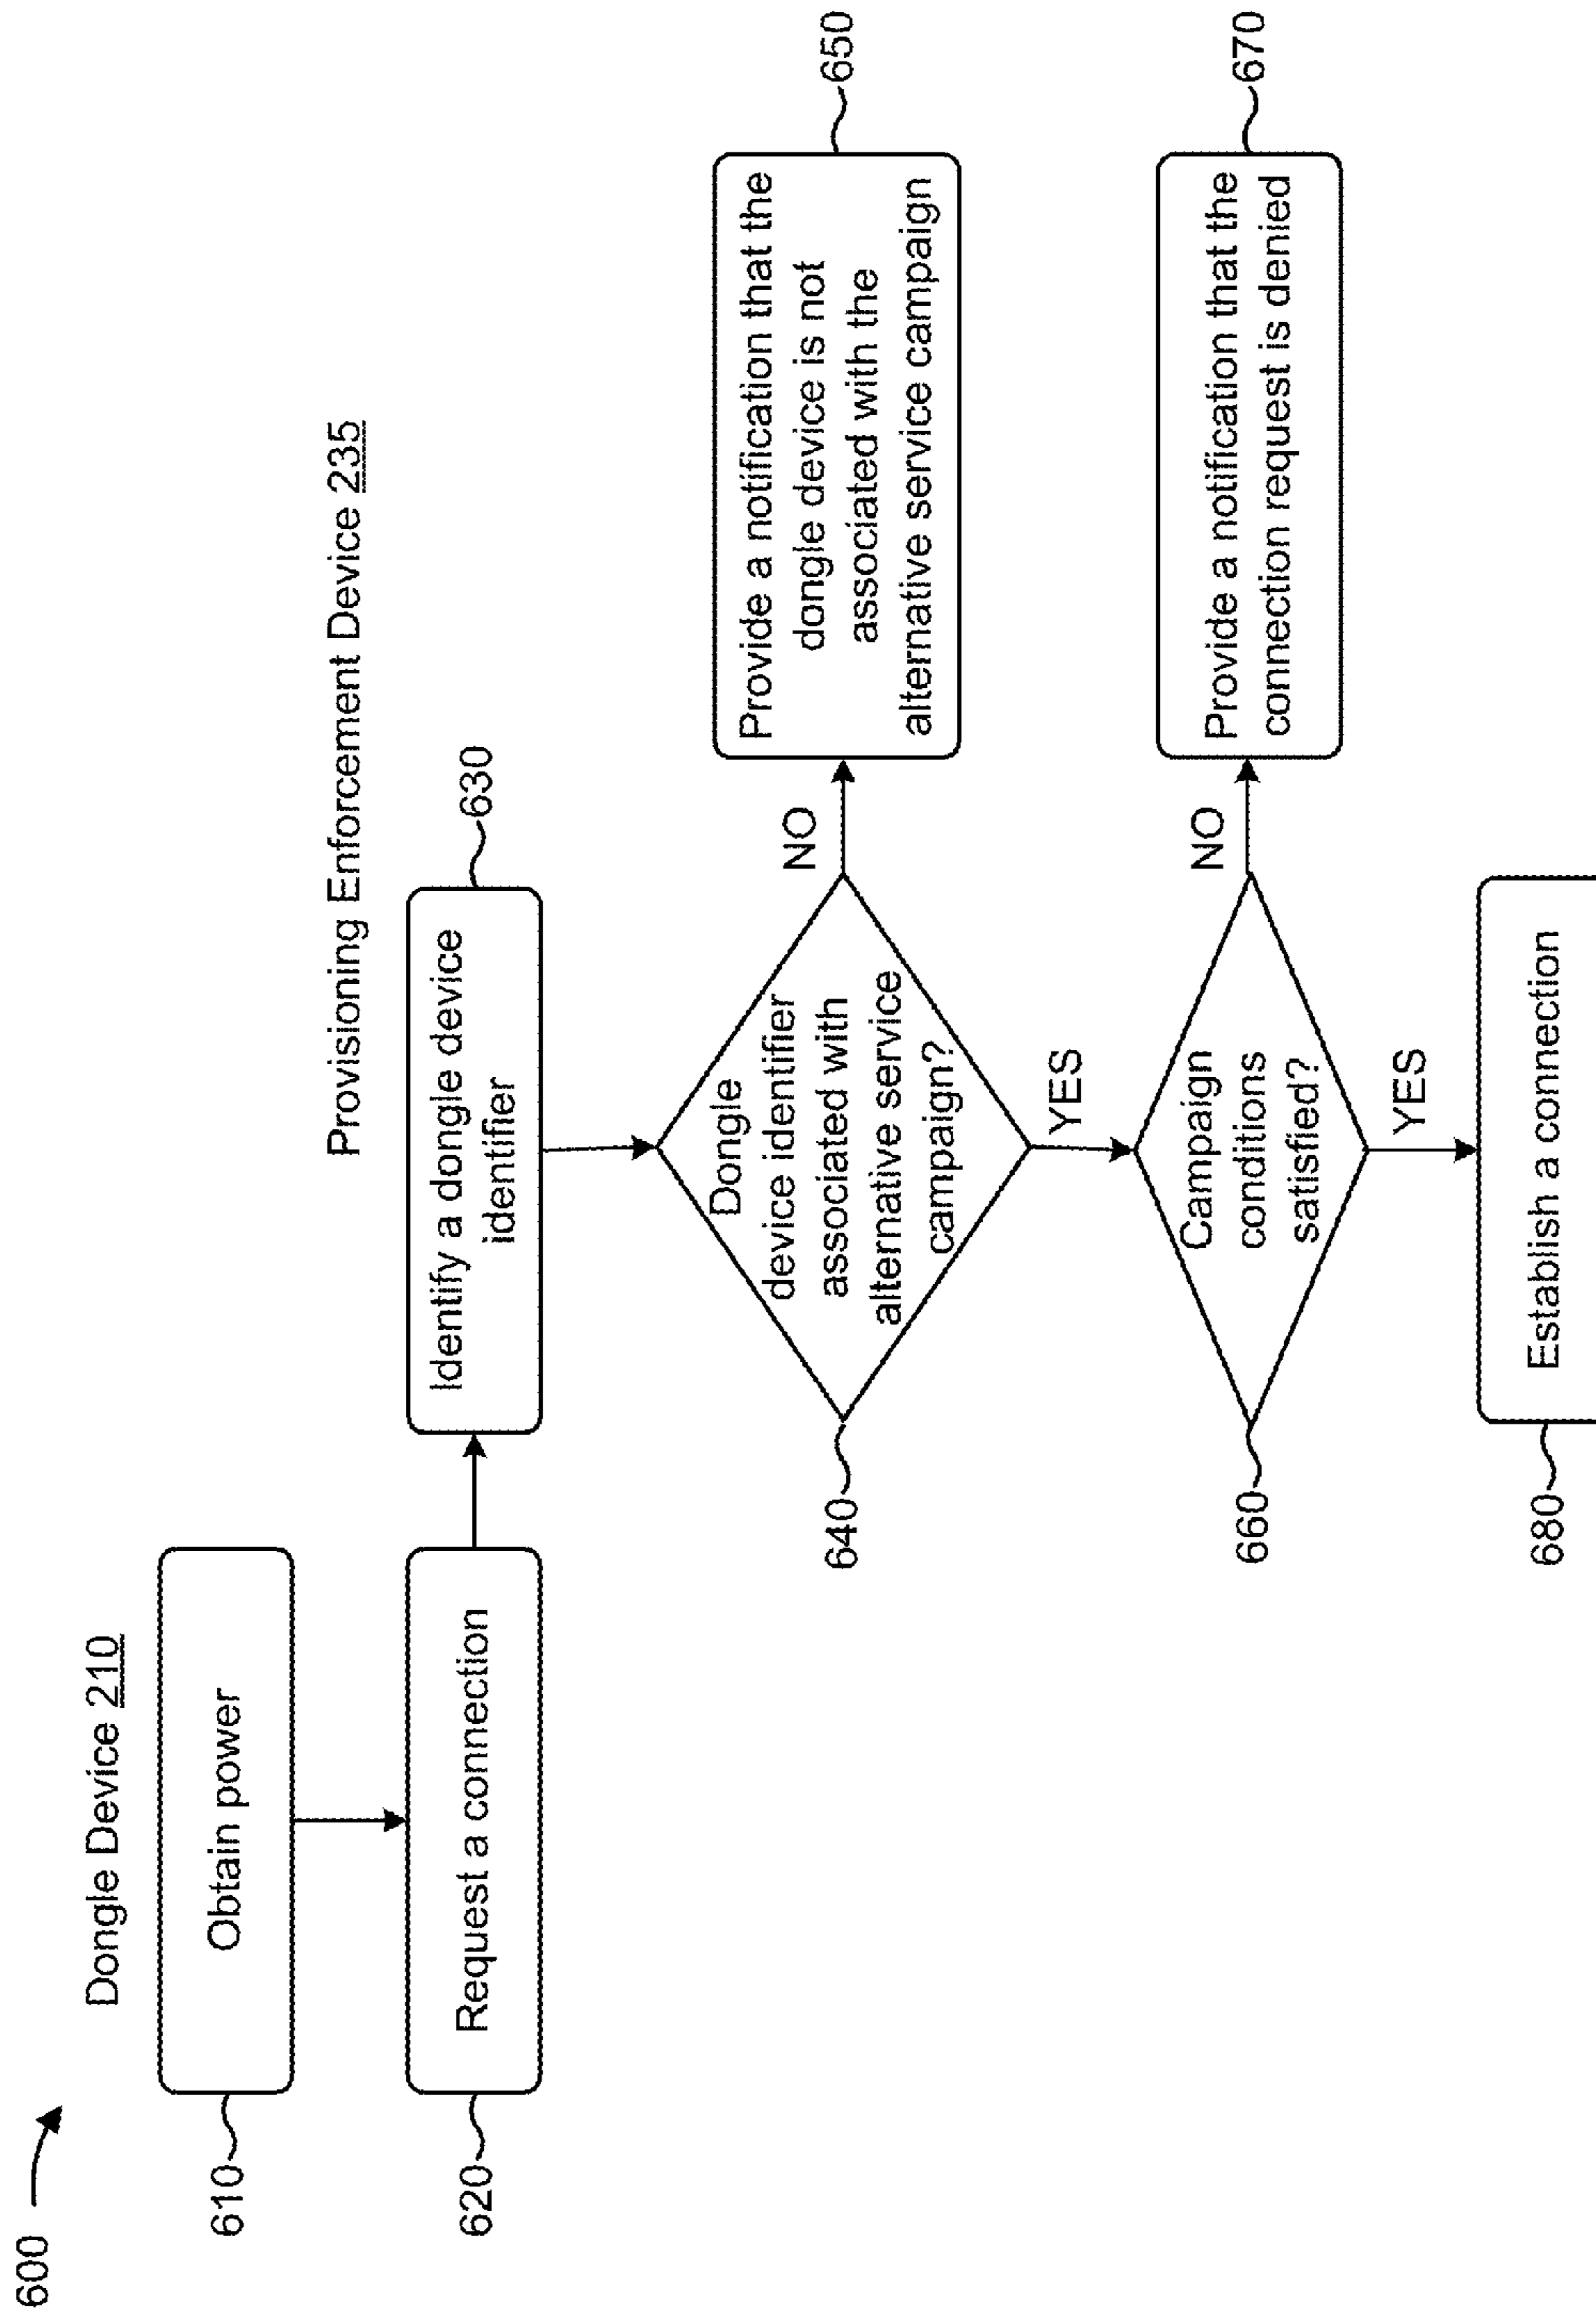 600
Dongle Device 210
Provisioning Enforcement Device 235
610
Obtain power
620
Request a connection
Identify a dongle device
identifier
630
640
Dongle
device identifier
associated with
alternative service
campaign?
NO
Provide a notification that the
dongle device is not
associated with the
alternative service campaign
650
YES
660
Campaign
conditions
satisfied?
NO
Provide a notification that the
connection request is denied
670
YES
680
Establish a connection